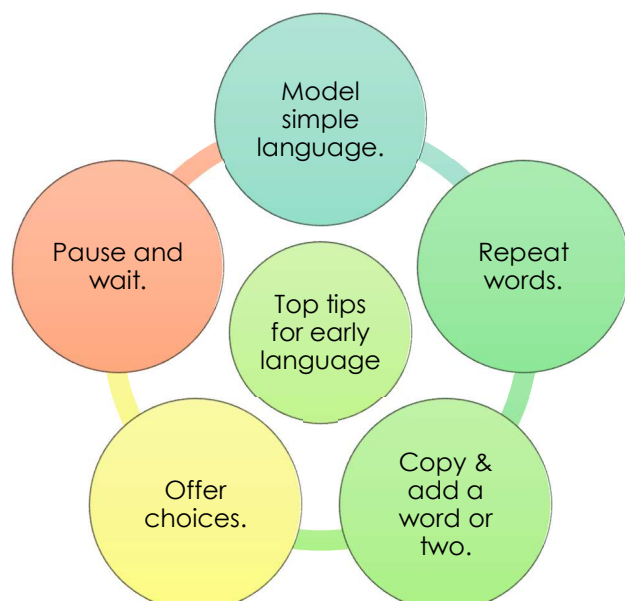 Model
simple
language.
Repeat
words.
Copy &
add a
word or
two.
Offer
choices.
Pause and
wait.
Top tips
for early
language